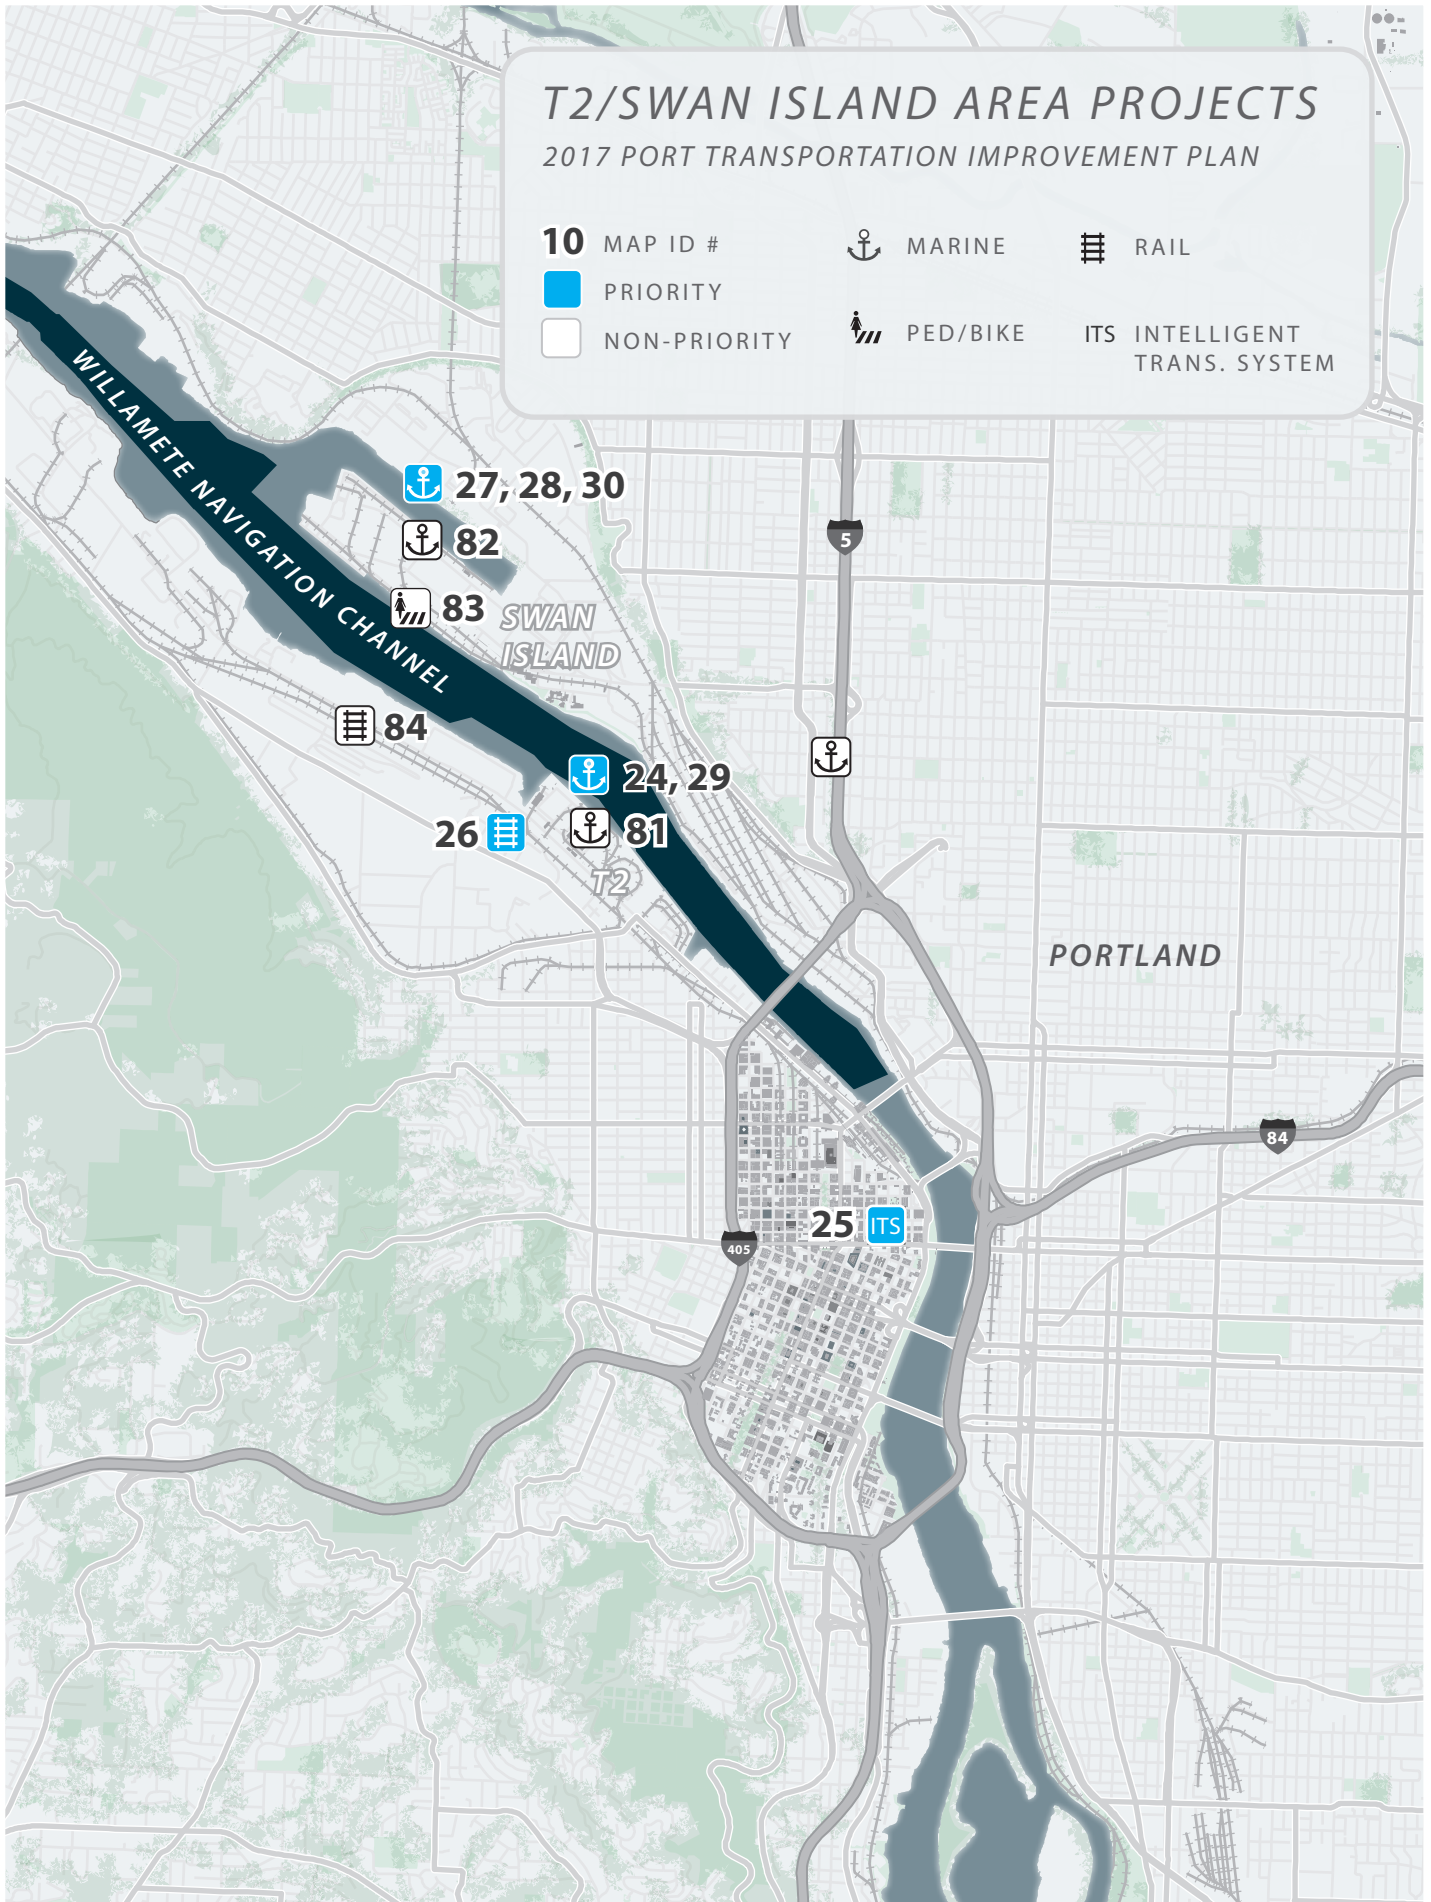 T2/SWAN ISLAND AREA PROJECTS
2017 PORT TRANSPORTATION IMPROVEMENT PLAN
10 MAP ID #
PRIORITY
NON-PRIORITY
MARINE
PED/BIKE
RAIL
ITS INTELLIGENT
TRANS. SYSTEM
WILLAMETE NAVIGATION CHANNEL
27, 28, 30
82
83
SWAN
ISLAND
5
84
24, 29
26
81
T2
PORTLAND
84
25 ITS
405